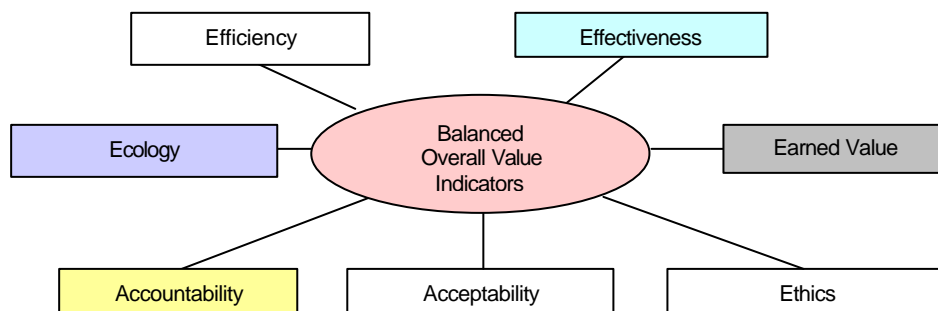 Efficiency
Effectiveness
Ecology
Balanced
Overall Value
Indicators
Earned Value
Accountability
Acceptability
Ethics